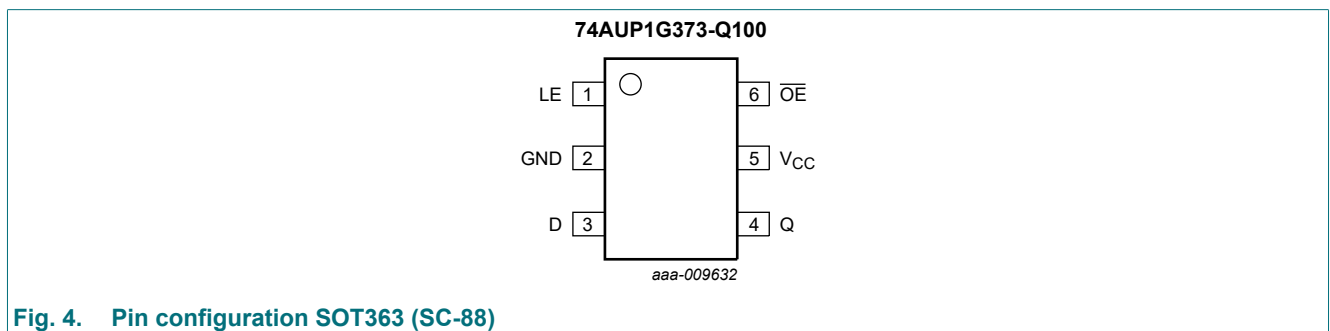 74AUP1G373-Q100
LE 1 6 O̅E̅
GND 2 5 VCC
D 3 4 Q
aaa-009632
Fig. 4. Pin configuration SOT363 (SC-88)